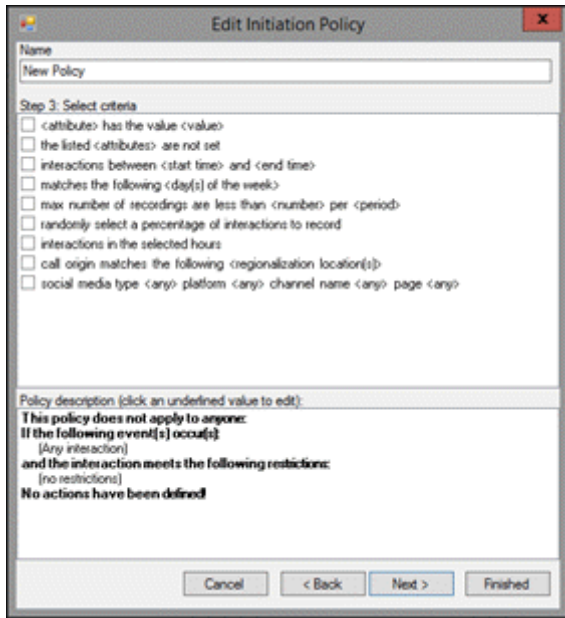 Edit Initiation Policy
x
Name
New Policy
Step 3: Select criteria
<attribute> has the value <value>
the listed <attributes> are not set
interactions between <start time> and <end time>
matches the following <day(s) of the week>
max number of recordings are less than <number> per <period>
randomly select a percentage of interactions to record
interactions in the selected hours
call origin matches the following <regionalization location(s)>
social media type <any> platform <any> channel name <any> page <any>
Policy description (click an underlined value to edit):
This policy does not apply to anyone:
If the following event(s) occur(s):
(Any interaction)
and the interaction meets the following restrictions:
(no restrictions)
No actions have been defined!
Cancel < Back Next > Finished